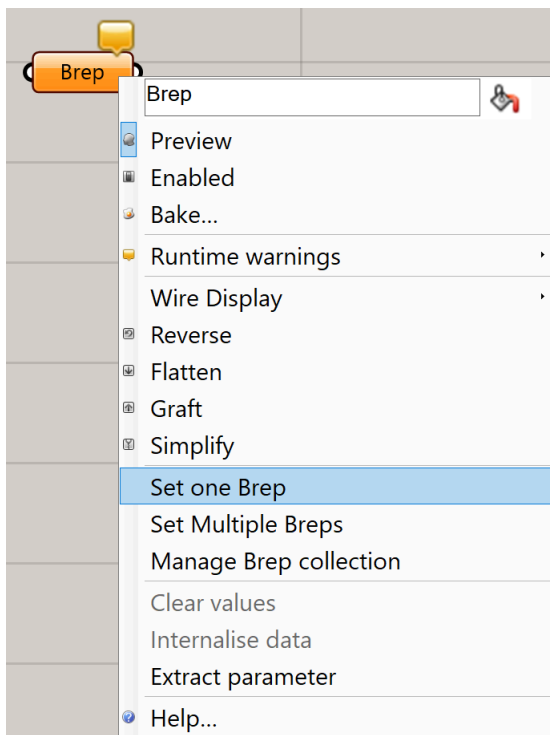 Brep
Brep
Preview
Enabled
Bake...
Runtime warnings
Wire Display
Reverse
Flatten
Graft
Simplify
Set one Brep
Set Multiple Breps
Manage Brep collection
Clear values
Internalise data
Extract parameter
Help...